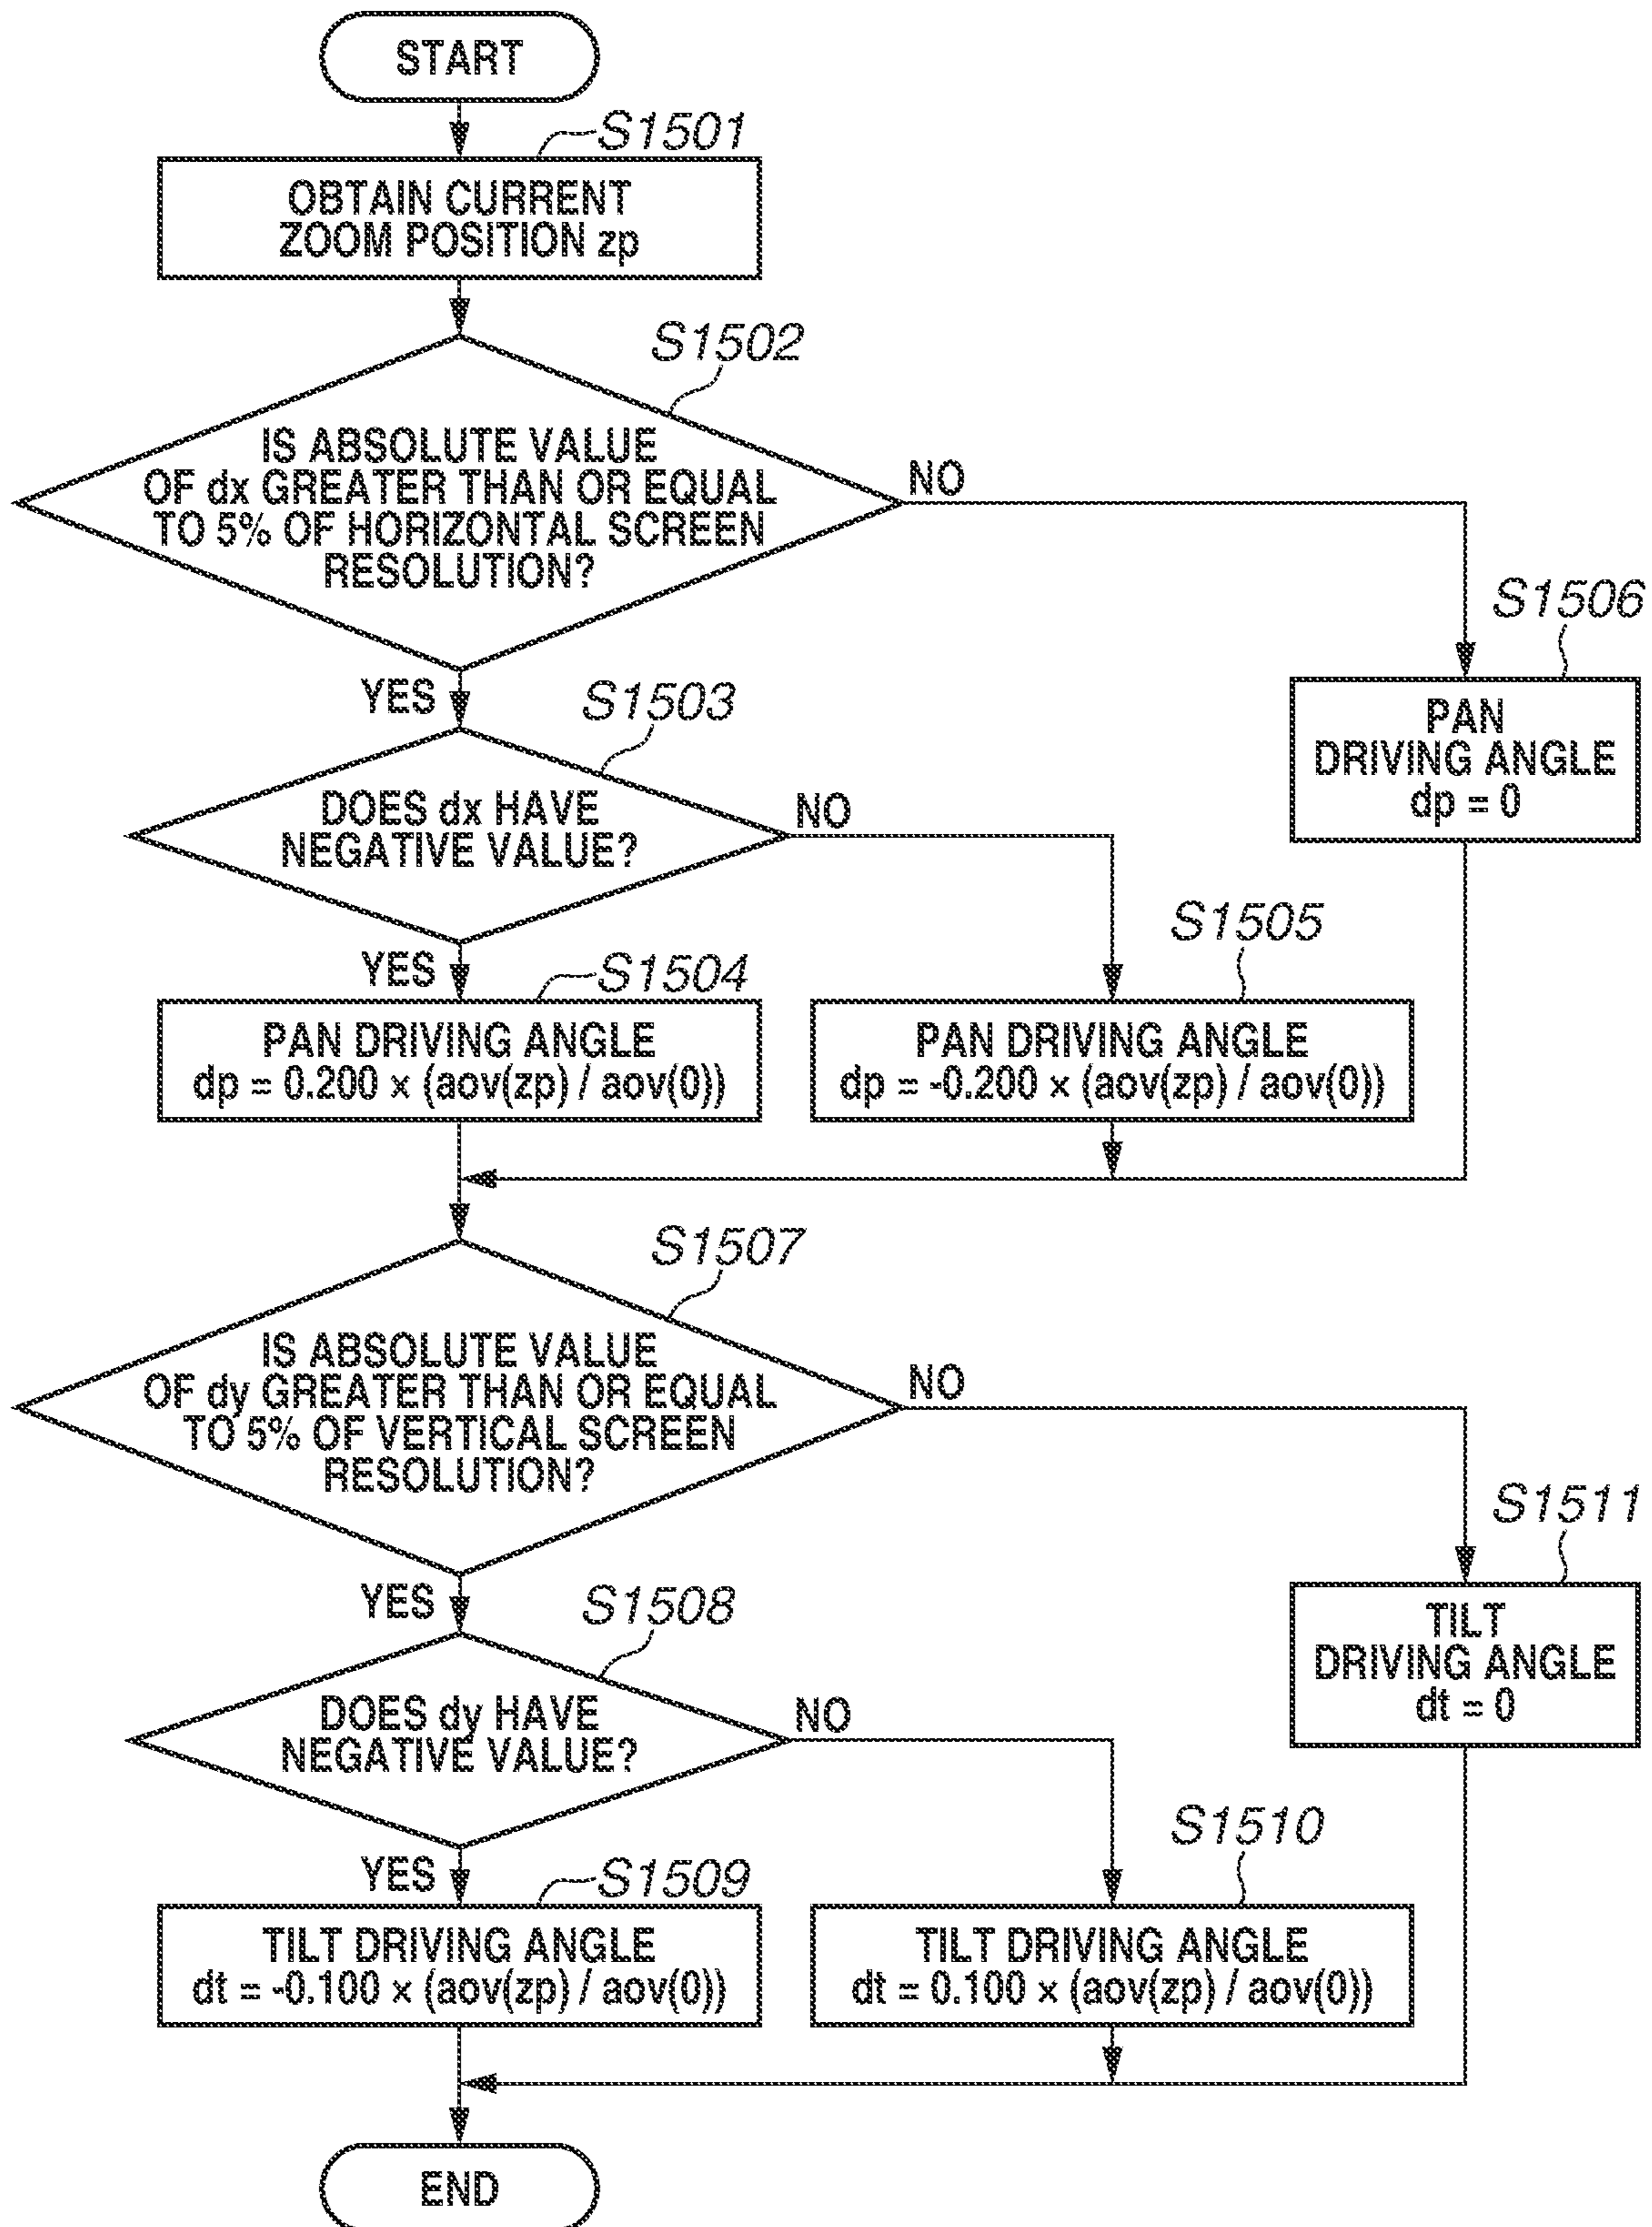 START
S1501
OBTAIN CURRENT
ZOOM POSITION zp
S1502
IS ABSOLUTE VALUE
OF dx GREATER THAN OR EQUAL
TO 5% OF HORIZONTAL SCREEN
RESOLUTION?
NO
YES
S1506
PAN
DRIVING ANGLE
dp = 0
S1503
DOES dx HAVE
NEGATIVE VALUE?
NO
YES
S1504
PAN DRIVING ANGLE
dp = 0.200 × (aov(zp) / aov(0))
S1505
PAN DRIVING ANGLE
dp = -0.200 × (aov(zp) / aov(0))
S1507
IS ABSOLUTE VALUE
OF dy GREATER THAN OR EQUAL
TO 5% OF VERTICAL SCREEN
RESOLUTION?
NO
YES
S1511
TILT
DRIVING ANGLE
dt = 0
S1508
DOES dy HAVE
NEGATIVE VALUE?
NO
YES
S1509
TILT DRIVING ANGLE
dt = -0.100 × (aov(zp) / aov(0))
S1510
TILT DRIVING ANGLE
dt = 0.100 × (aov(zp) / aov(0))
END